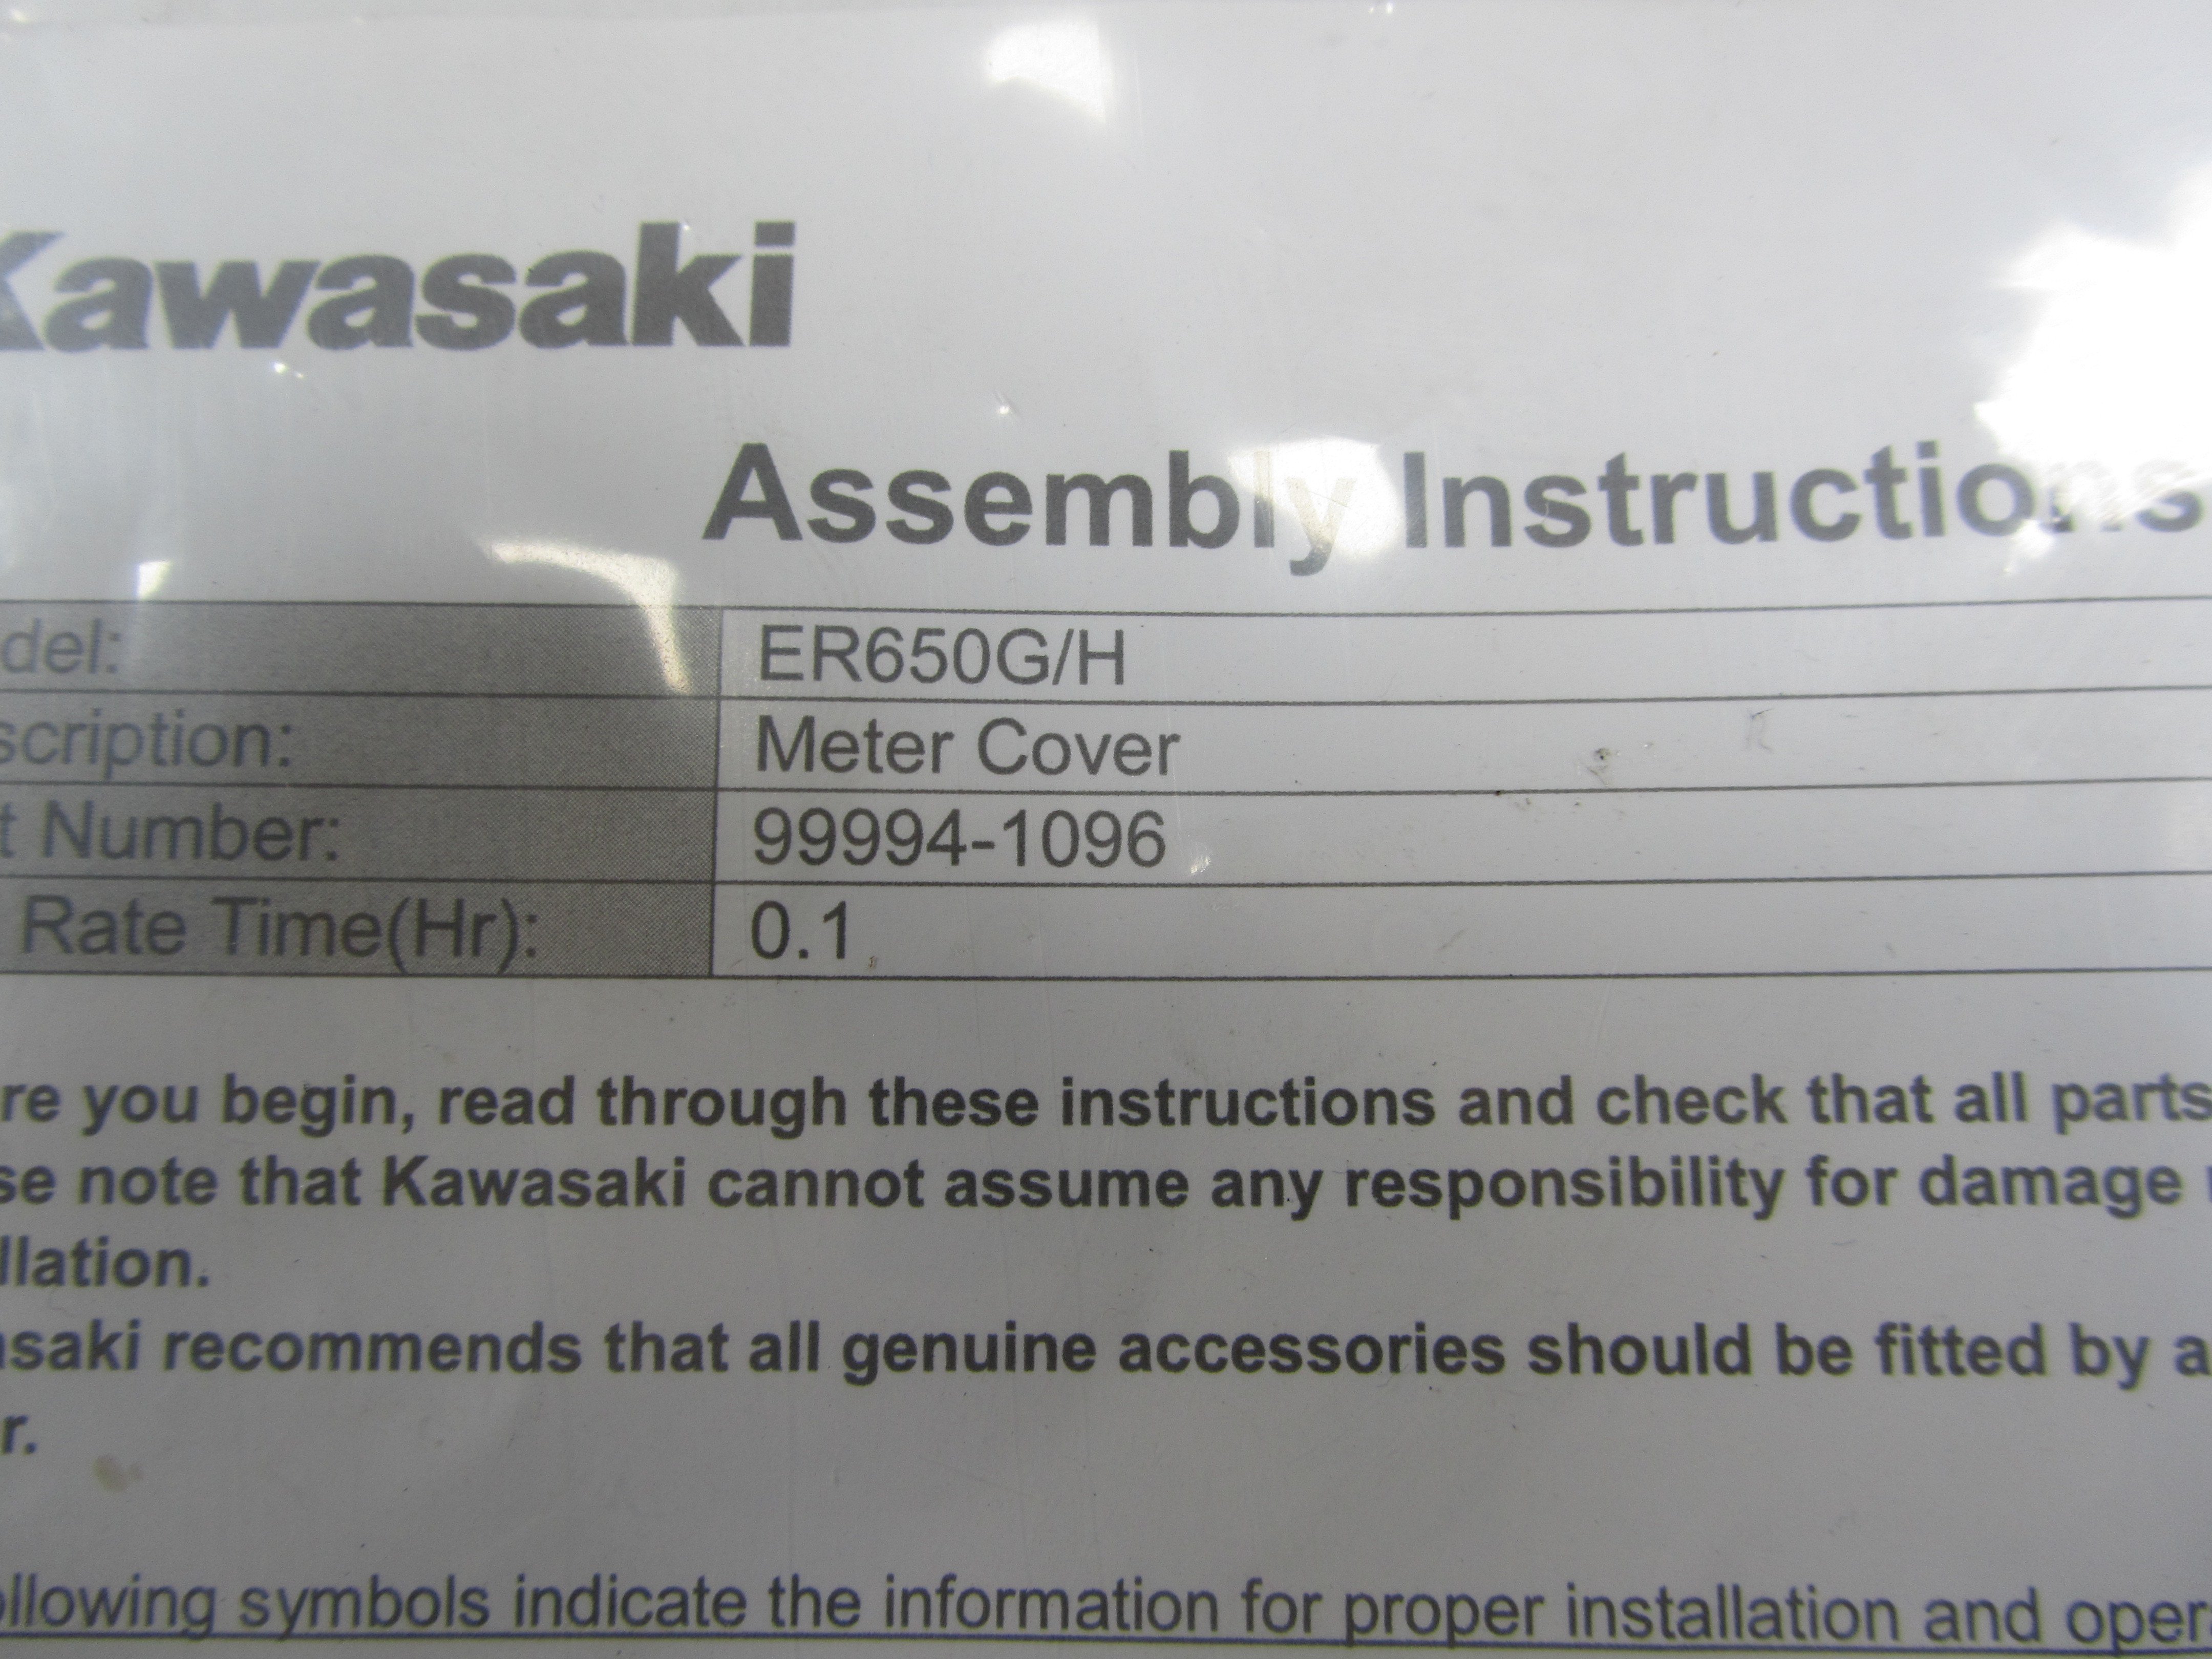 Kawasaki
Assembly Instructions
del: ER650G/H
scription: Meter Cover
t Number: 99994-1096
Rate Time(Hr): 0.1
re you begin, read through these instructions and check that all parts
se note that Kawasaki cannot assume any responsibility for damage
llation.
saki recommends that all genuine accessories should be fitted by a
r.
ollowing symbols indicate the information for proper installation and oper